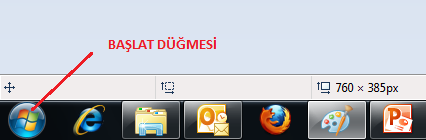 BAŞLAT DÜĞMESİ
760 × 385px